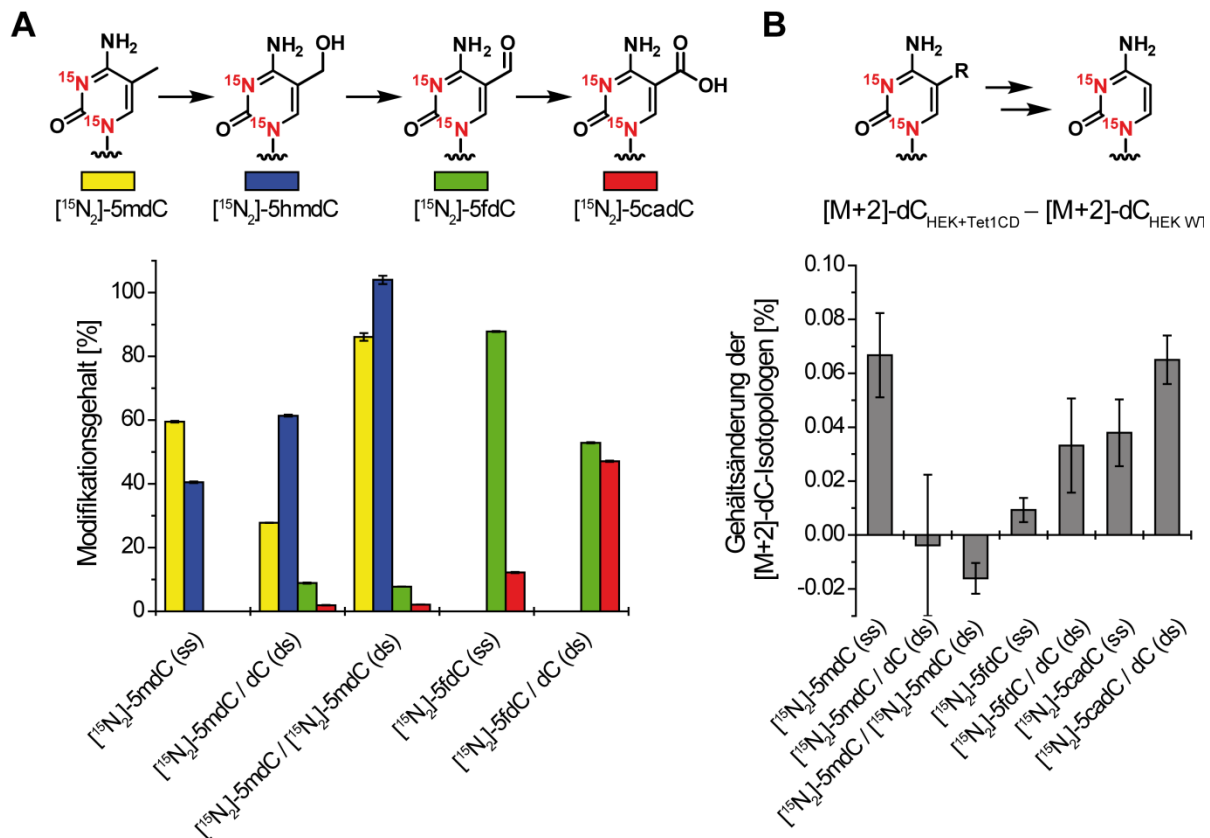 A
NH₂ NH₂ OH NH₂ O NH₂ O
¹⁵N ¹⁵N ¹⁵N ¹⁵N OH
O ¹⁵N O ¹⁵N O ¹⁵N O ¹⁵N
[¹⁵N₂]-5mdC [¹⁵N₂]-5hmdC [¹⁵N₂]-5fdC [¹⁵N₂]-5cadC
Modifikationsgehalt [%]
100
80
60
40
20
0
[¹⁵N₂]-5mdC (ss)
[¹⁵N₂]-5mdC / dC (ds)
[¹⁵N₂]-5mdC / [¹⁵N₂]-5mdC (ds)
[¹⁵N₂]-5fdC (ss)
[¹⁵N₂]-5fdC / dC (ds)
B
NH₂ NH₂
¹⁵N R ¹⁵N
O ¹⁵N O ¹⁵N
[M+2]-dC HEK+Tet1CD – [M+2]-dC HEK WT
Gehältsänderung der
[M+2]-dC-Isotopologen [%]
0.10
0.08
0.06
0.04
0.02
0.00
-0.02
[¹⁵N₂]-5mdC (ss)
[¹⁵N₂]-5mdC / dC (ds)
[¹⁵N₂]-5mdC / [¹⁵N₂]-5mdC (ds)
[¹⁵N₂]-5fdC (ss)
[¹⁵N₂]-5fdC / dC (ds)
[¹⁵N₂]-5cadC (ss)
[¹⁵N₂]-5cadC / dC (ds)